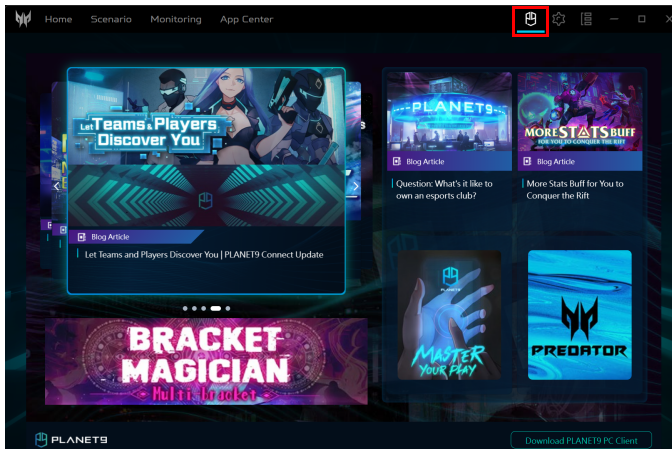 Home Scenario Monitoring App Center
Let Teams & Players
Discover You
Blog Article
Let Teams and Players Discover You | PLANET9 Connect Update
PLANET9
Blog Article
Question: What's it like to
own an esports club?
MORE STATS BUFF
FOR YOU TO CONQUER THE RIFT
Blog Article
More Stats Buff for You to
Conquer the Rift
BRACKET
MAGICIAN
Multi bracket
PLANET9
MASTER
YOUR PLAY
PREDATOR
PLANET9
Download PLANET9 PC Client